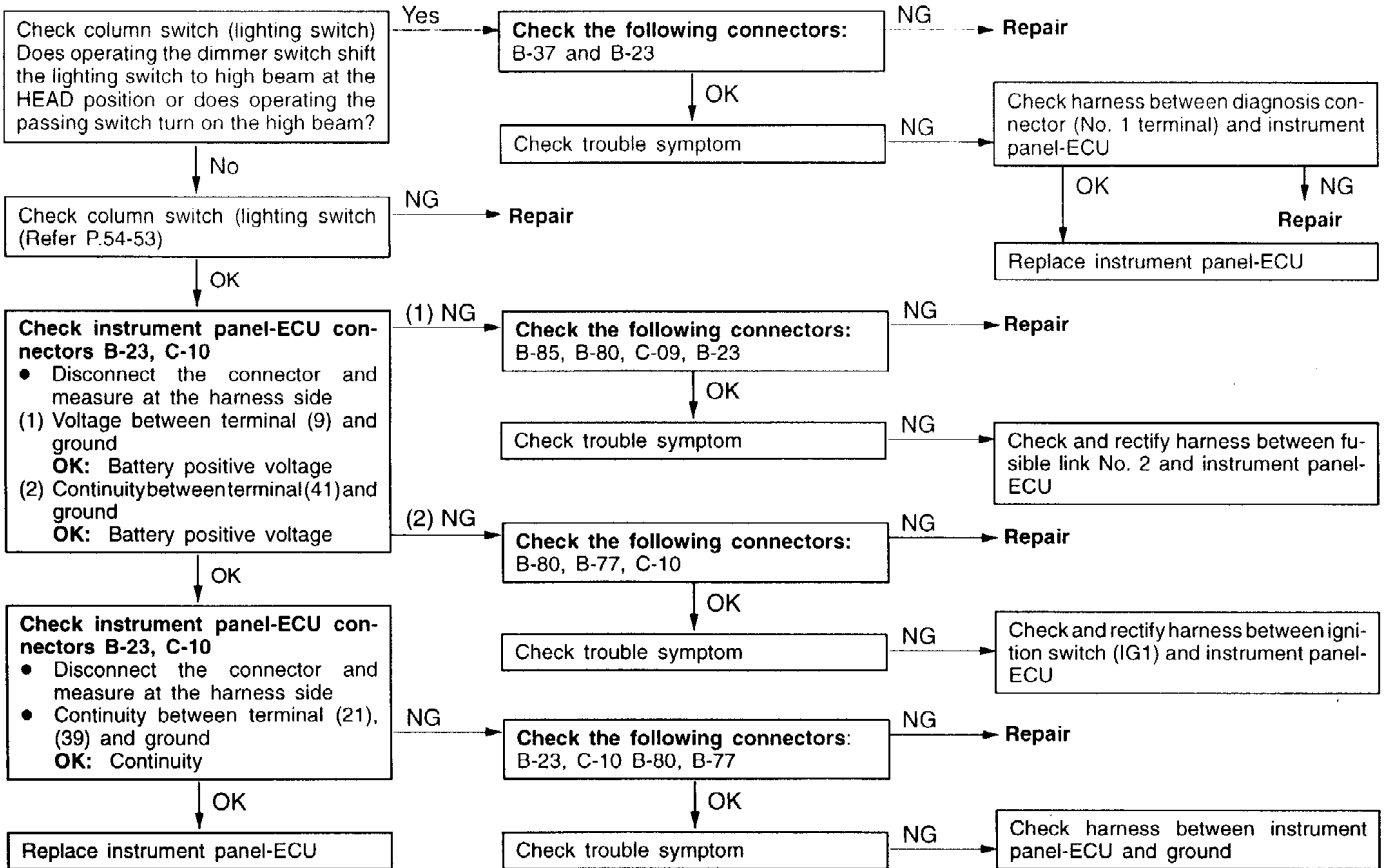 Check column switch (lighting switch)
Does operating the dimmer switch shift
the lighting switch to high beam at the
HEAD position or does operating the
passing switch turn on the high beam?
Yes
Check the following connectors:
B-37 and B-23
NG
Repair
OK
Check trouble symptom
NG
Check harness between diagnosis con-
nector (No. 1 terminal) and instrument
panel-ECU
OK
NG
Repair
Replace instrument panel-ECU
No
Check column switch (lighting switch
(Refer P.54-53)
NG
Repair
OK
Check instrument panel-ECU con-
nectors B-23, C-10
● Disconnect the connector and
measure at the harness side
(1) Voltage between terminal (9) and
ground
OK: Battery positive voltage
(2) Continuity between terminal (41) and
ground
OK: Battery positive voltage
(1) NG
Check the following connectors:
B-85, B-80, C-09, B-23
NG
Repair
OK
Check trouble symptom
NG
Check and rectify harness between fu-
sible link No. 2 and instrument panel-
ECU
(2) NG
Check the following connectors:
B-80, B-77, C-10
NG
Repair
OK
Check trouble symptom
NG
Check and rectify harness between igni-
tion switch (IG1) and instrument panel-
ECU
OK
Check instrument panel-ECU con-
nectors B-23, C-10
● Disconnect the connector and
measure at the harness side
● Continuity between terminal (21),
(39) and ground
OK: Continuity
NG
Check the following connectors:
B-23, C-10 B-80, B-77
NG
Repair
OK
Check trouble symptom
NG
Check harness between instrument
panel-ECU and ground
OK
Replace instrument panel-ECU